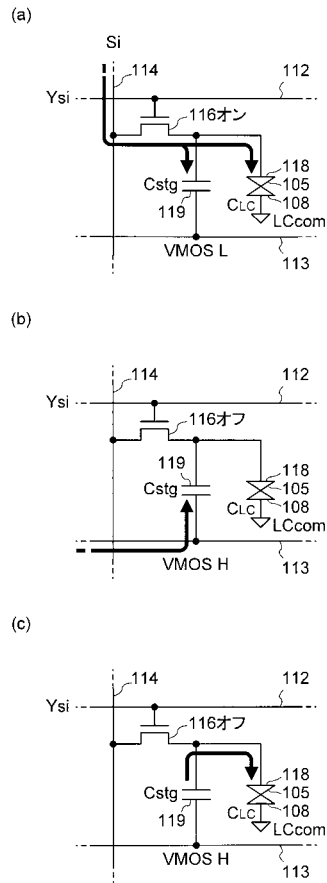 (a)
Si
114
112
Ysi
116オン
118
105
108
Cstg
119
CLC
LCcom
VMOS L
113
(b)
114
112
Ysi
116オフ
119
Cstg
118
105
108
CLC
LCcom
VMOS H
113
(c)
114
112
Ysi
116オフ
118
105
108
Cstg
119
CLC
LCcom
VMOS H
113